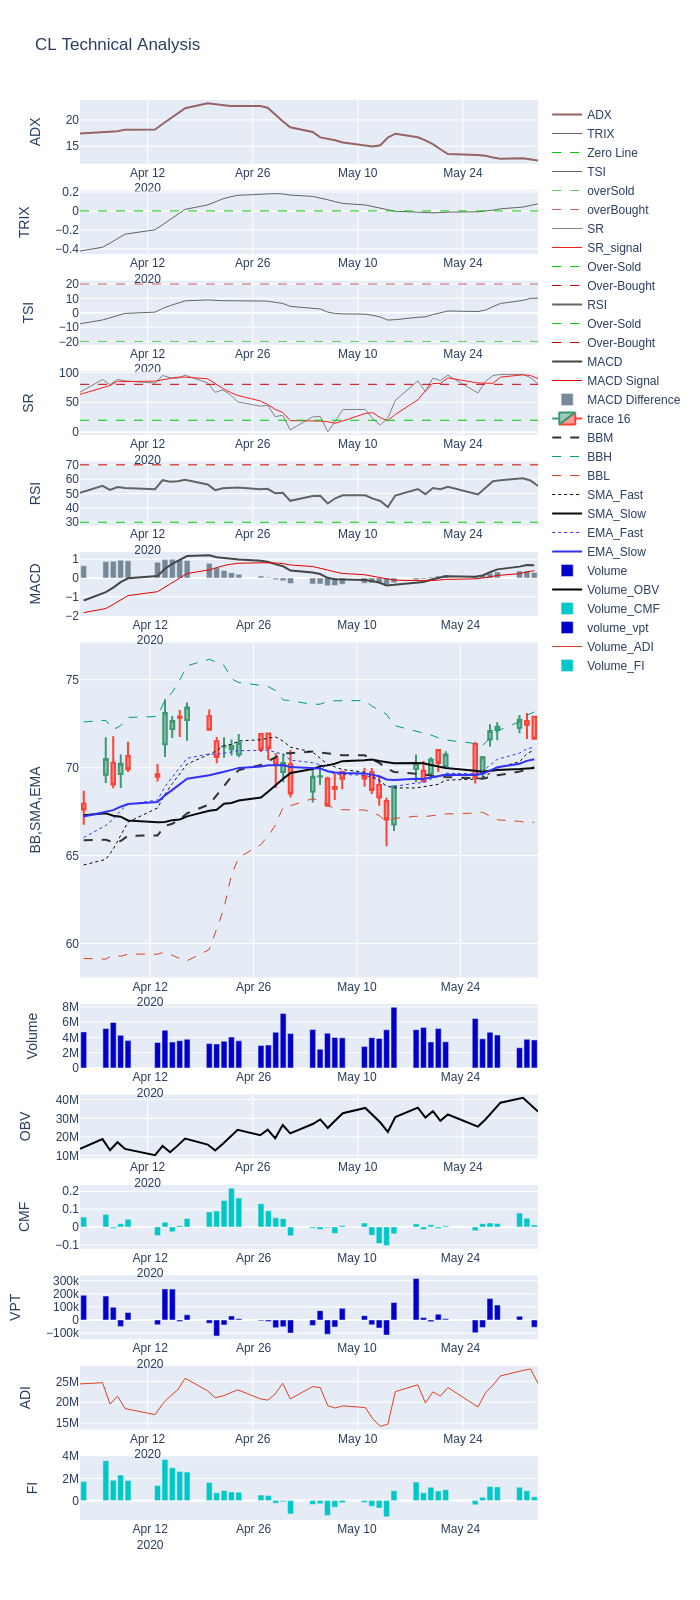 CL Technical Analysis
ADX
20
15
Apr 12
2020
Apr 26
May 10
May 24
TRIX
0.2
0
−0.2
−0.4
Apr 12
2020
Apr 26
May 10
May 24
TSI
20
10
0
−10
−20
Apr 12
2020
Apr 26
May 10
May 24
SR
100
50
0
Apr 12
2020
Apr 26
May 10
May 24
RSI
70
60
50
40
30
Apr 12
2020
Apr 26
May 10
May 24
MACD
1
0
−1
−2
Apr 12
2020
Apr 26
May 10
May 24
BB,SMA,EMA
75
70
65
60
Apr 12
2020
Apr 26
May 10
May 24
Volume
8M
6M
4M
2M
0
Apr 12
2020
Apr 26
May 10
May 24
OBV
40M
30M
20M
10M
Apr 12
2020
Apr 26
May 10
May 24
CMF
0.2
0.1
0
−0.1
Apr 12
2020
Apr 26
May 10
May 24
VPT
300k
200k
100k
0
−100k
Apr 12
2020
Apr 26
May 10
May 24
ADI
25M
20M
15M
Apr 12
2020
Apr 26
May 10
May 24
FI
4M
2M
0
Apr 12
2020
Apr 26
May 10
May 24
ADX
TRIX
Zero Line
TSI
overSold
overBought
SR
SR_signal
Over-Sold
Over-Bought
RSI
Over-Sold
Over-Bought
MACD
MACD Signal
MACD Difference
trace 16
BBM
BBH
BBL
SMA_Fast
SMA_Slow
EMA_Fast
EMA_Slow
Volume
Volume_OBV
Volume_CMF
volume_vpt
Volume_ADI
Volume_FI